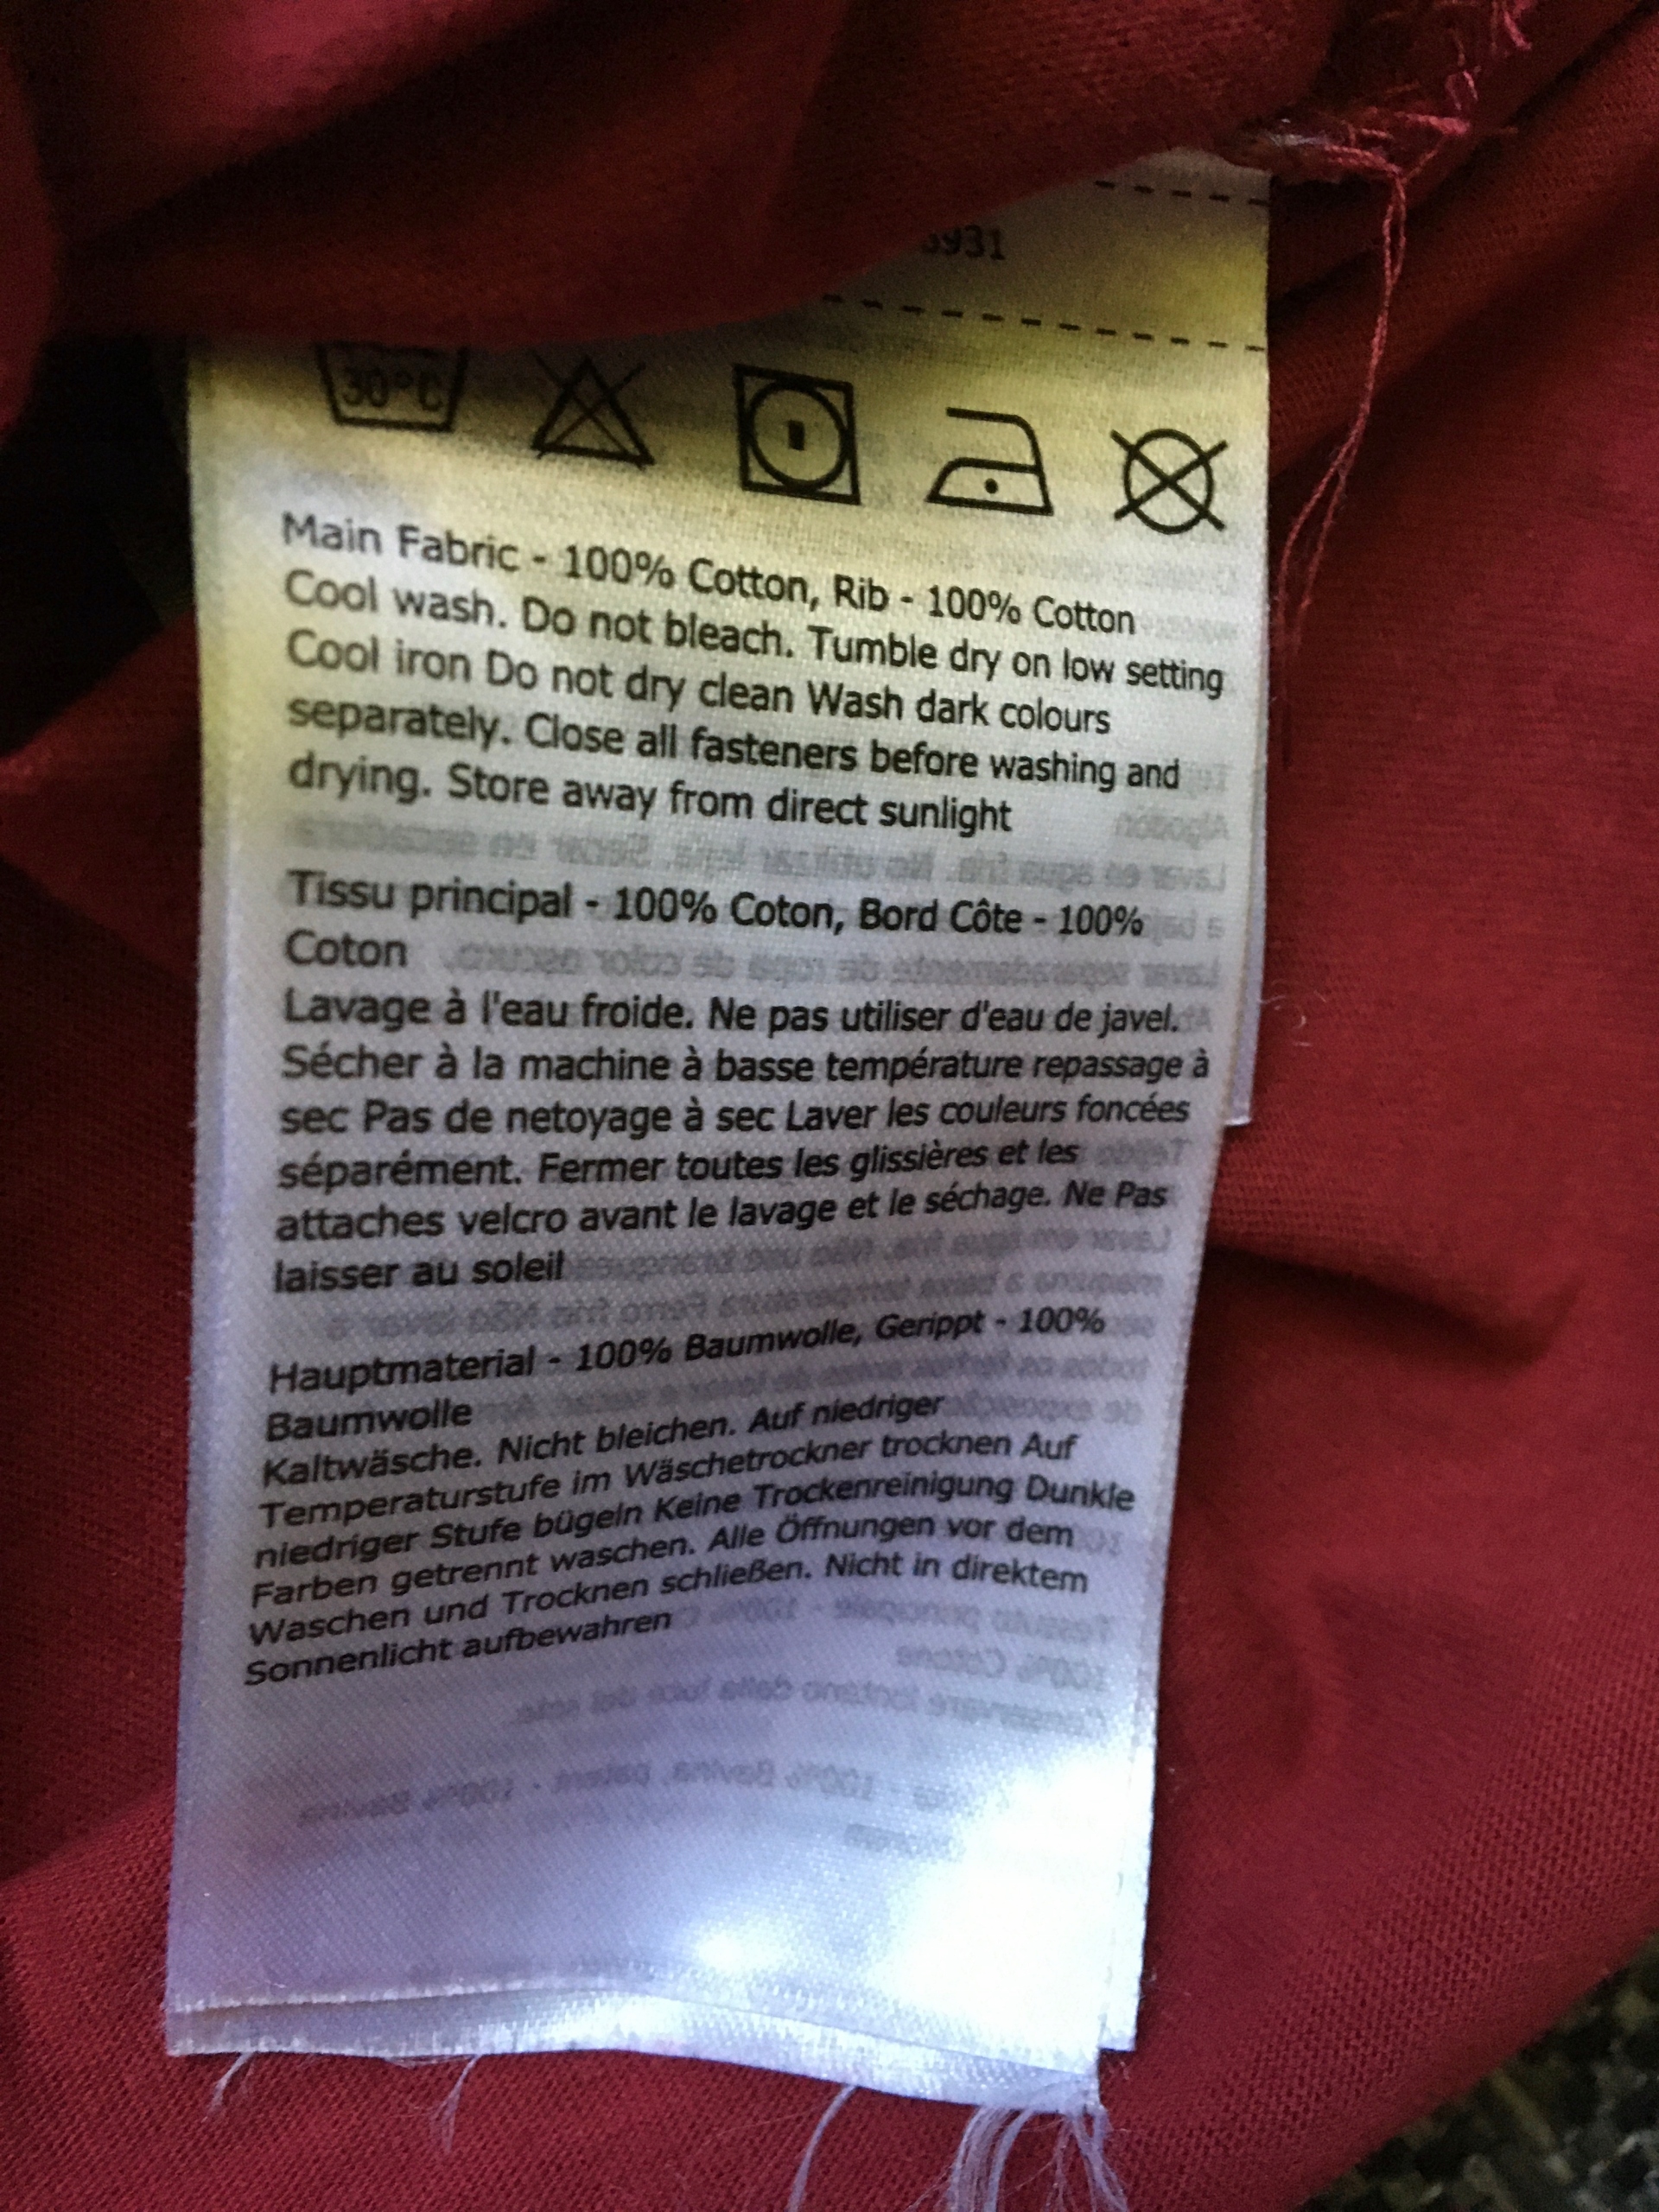 6931
30°C
Main Fabric - 100% Cotton, Rib - 100% Cotton
Cool wash. Do not bleach. Tumble dry on low setting
Cool iron Do not dry clean Wash dark colours
separately. Close all fasteners before washing and
drying. Store away from direct sunlight
Tissu principal - 100% Coton, Bord Côte - 100%
Coton
Lavage à l'eau froide. Ne pas utiliser d'eau de javel.
Sécher à la machine à basse température repassage à
sec Pas de netoyage à sec Laver les couleurs foncées
séparément. Fermer toutes les glissières et les
attaches velcro avant le lavage et le séchage. Ne Pas
laisser au soleil
Hauptmaterial - 100% Baumwolle, Gerippt - 100%
Baumwolle
Kaltwäsche. Nicht bleichen. Auf niedriger
Temperaturstufe im Wäschetrockner trocknen Auf
niedriger Stufe bügeln Keine Trockenreinigung Dunkle
Farben getrennt waschen. Alle Öffnungen vor dem
Waschen und Trocknen schließen. Nicht in direktem
Sonnenlicht aufbewahren